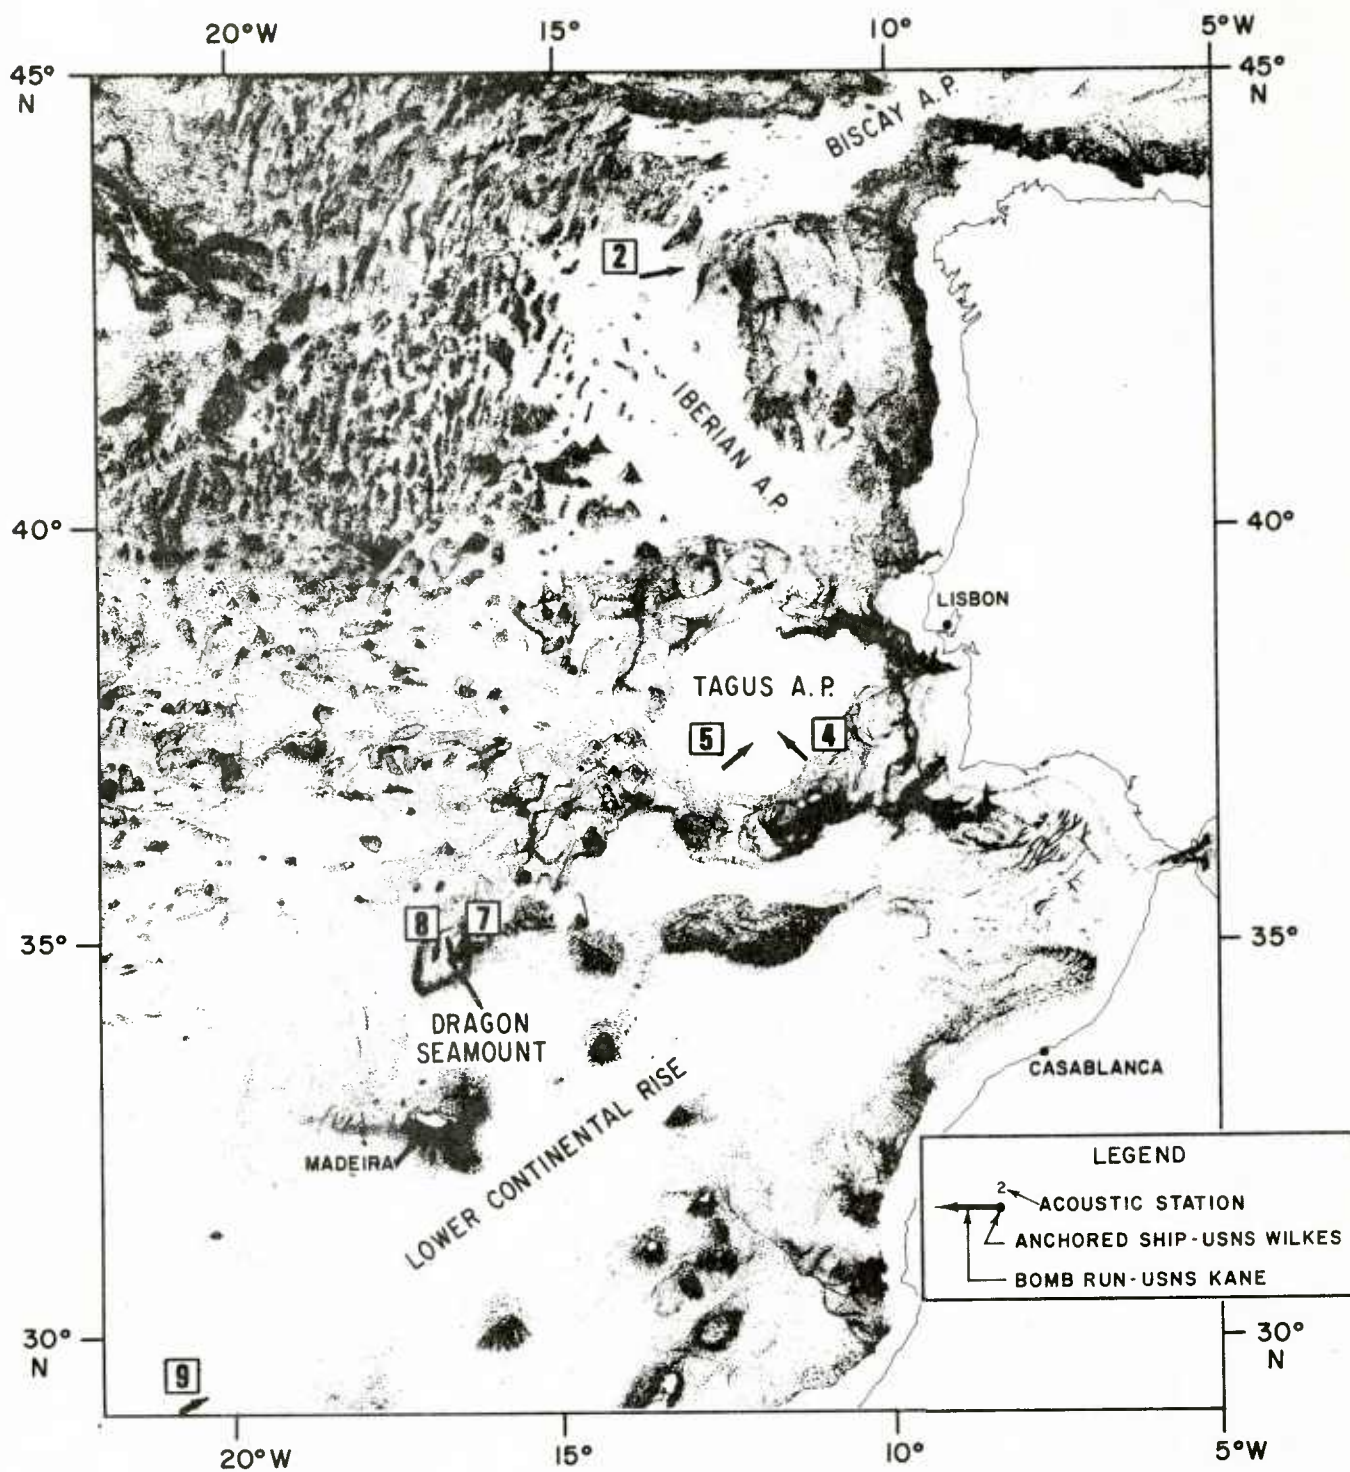 20°W 15° 10° 5°W
45°
N
45°
N
BISCAY A.P.
2
IBERIAN A.P.
40°
40°
LISBON
TAGUS A.P.
5
4
8
7
35°
35°
DRAGON
SEAMOUNT
CASABLANCA
LOWER CONTINENTAL RISE
MADEIRA
LEGEND
2
ACOUSTIC STATION
ANCHORED SHIP-USNS WILKES
BOMB RUN-USNS KANE
30°
N
30°
N
9
20°W 15° 10° 5°W